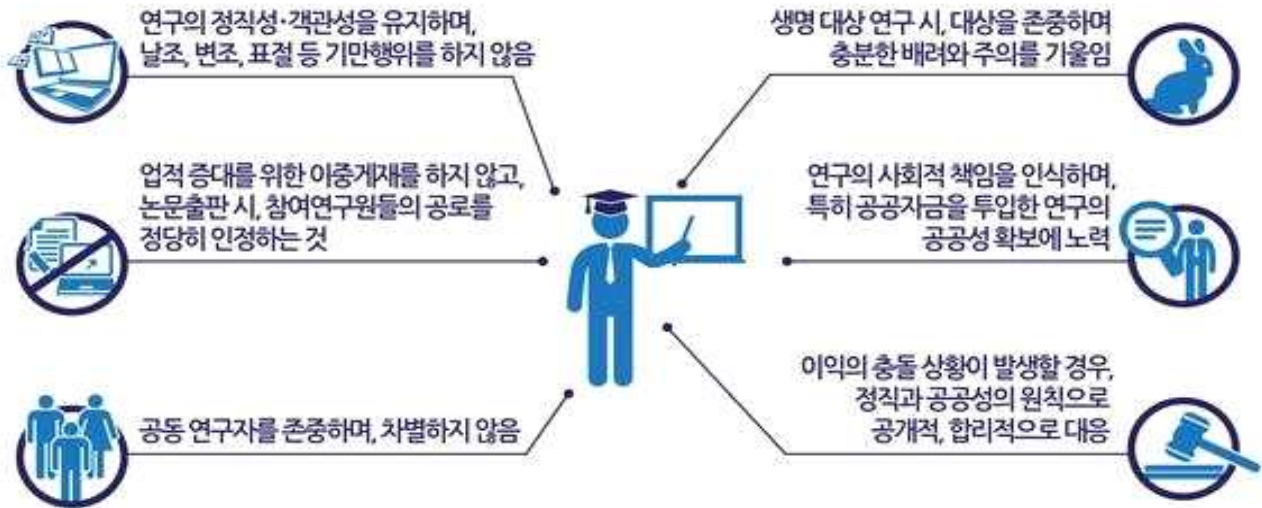 연구의 정직성·객관성을 유지하며,
날조, 변조, 표절 등 기만행위를 하지 않음
업적 증대를 위한 이중게재를 하지 않고,
논문출판 시, 참여연구원들의 공로를
정당히 인정하는 것
공동 연구자를 존중하며, 차별하지 않음
생명 대상 연구 시, 대상을 존중하며
충분한 배려와 주의를 기울임
연구의 사회적 책임을 인식하며,
특히 공공자금을 투입한 연구의
공공성 확보에 노력
이익의 충돌 상황이 발생할 경우,
정직과 공공성의 원칙으로
공개적, 합리적으로 대응